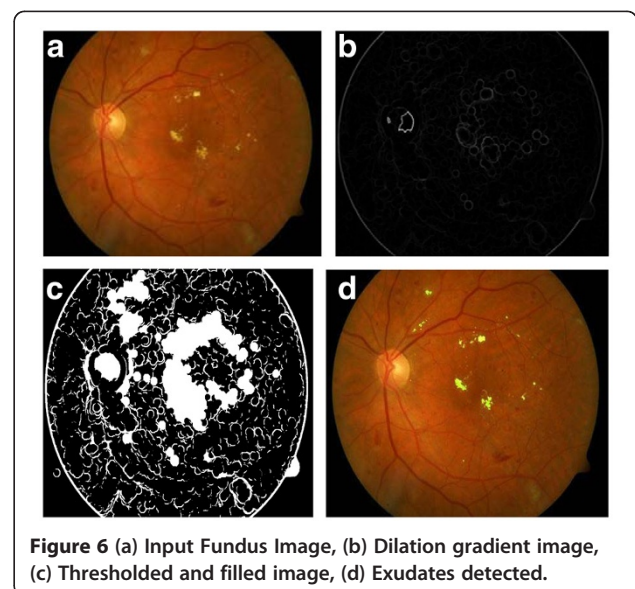 a
b
c
d
Figure 6 (a) Input Fundus Image, (b) Dilation gradient image,
(c) Thresholded and filled image, (d) Exudates detected.